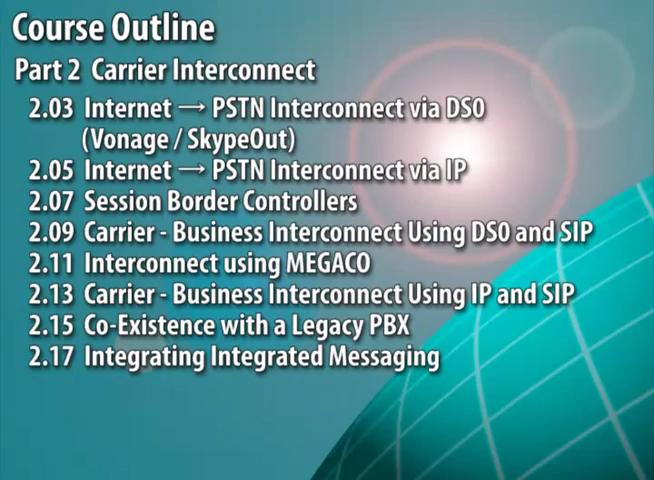 Course Outline
Part 2 Carrier Interconnect
2.03 Internet → PSTN Interconnect via DS0
(Vonage / SkypeOut)
2.05 Internet → PSTN Interconnect via IP
2.07 Session Border Controllers
2.09 Carrier - Business Interconnect Using DS0 and SIP
2.11 Interconnect using MEGACO
2.13 Carrier - Business Interconnect Using IP and SIP
2.15 Co-Existence with a Legacy PBX
2.17 Integrating Integrated Messaging